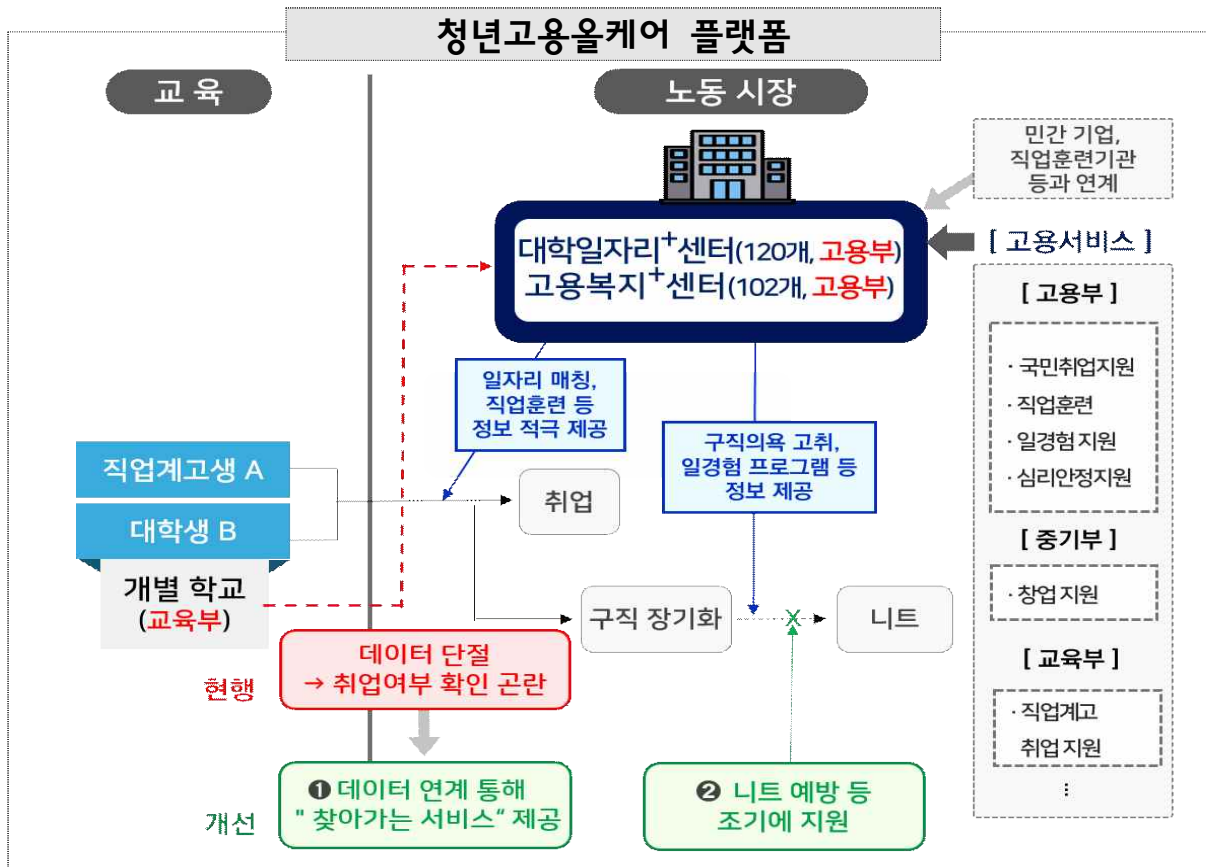 청년고용올케어 플랫폼
교 육
노동 시장
민간 기업,
직업훈련기관
등과 연계
대학일자리+센터(120개, 고용부)
고용복지+센터(102개, 고용부)
[ 고용서비스 ]
[ 고용부 ]
· 국민취업지원
· 직업훈련
· 일경험 지원
· 심리안정지원
[ 중기부 ]
· 창업 지원
[ 교육부 ]
· 직업계고
취업 지원
⋮
일자리 매칭,
직업훈련 등
정보 적극 제공
구직의욕 고취,
일경험 프로그램 등
정보 제공
직업계고생 A
대학생 B
개별 학교
(교육부)
취업
구직 장기화
X
니트
현행
데이터 단절
→ 취업여부 확인 곤란
개선
❶ 데이터 연계 통해
" 찾아가는 서비스“ 제공
❷ 니트 예방 등
조기에 지원